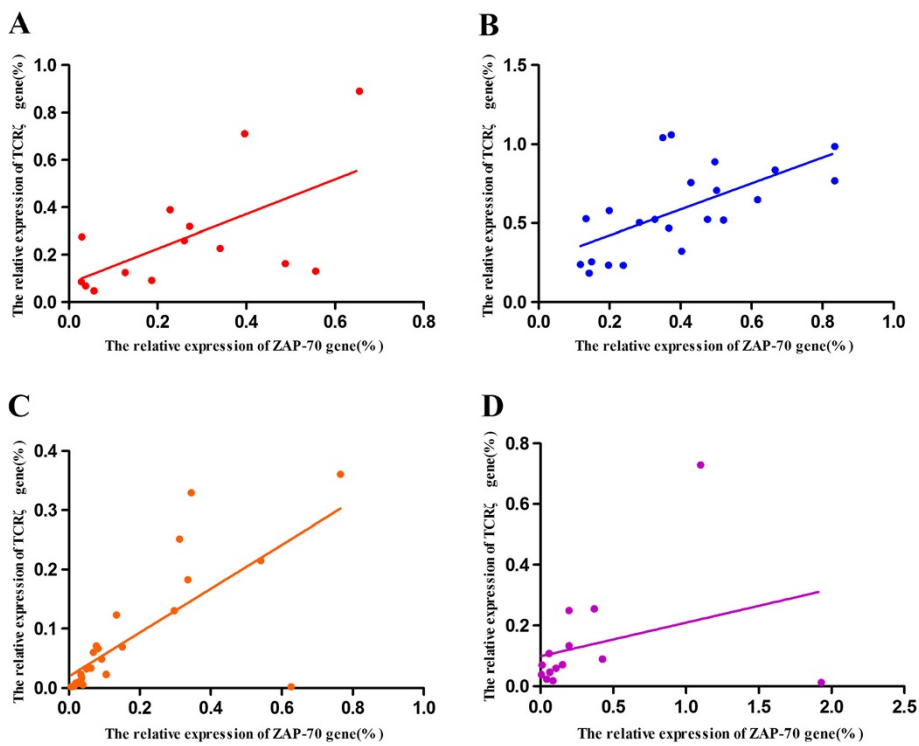 A
The relative expression of TCRζ gene(%)
1.0
0.8
0.6
0.4
0.2
0.0
0.0 0.2 0.4 0.6 0.8
The relative expression of ZAP-70 gene(%)
B
The relative expression of TCRζ gene(%)
1.5
1.0
0.5
0.0
0.0 0.2 0.4 0.6 0.8 1.0
The relative expression of ZAP-70 gene(%)
C
The relative expression of TCRζ gene(%)
0.4
0.3
0.2
0.1
0.0
0.0 0.2 0.4 0.6 0.8 1.0
The relative expression of ZAP-70 gene(%)
D
The relative expression of TCRζ gene(%)
0.8
0.6
0.4
0.2
0.0
0.0 0.5 1.0 1.5 2.0 2.5
The relative expression of ZAP-70 gene(%)